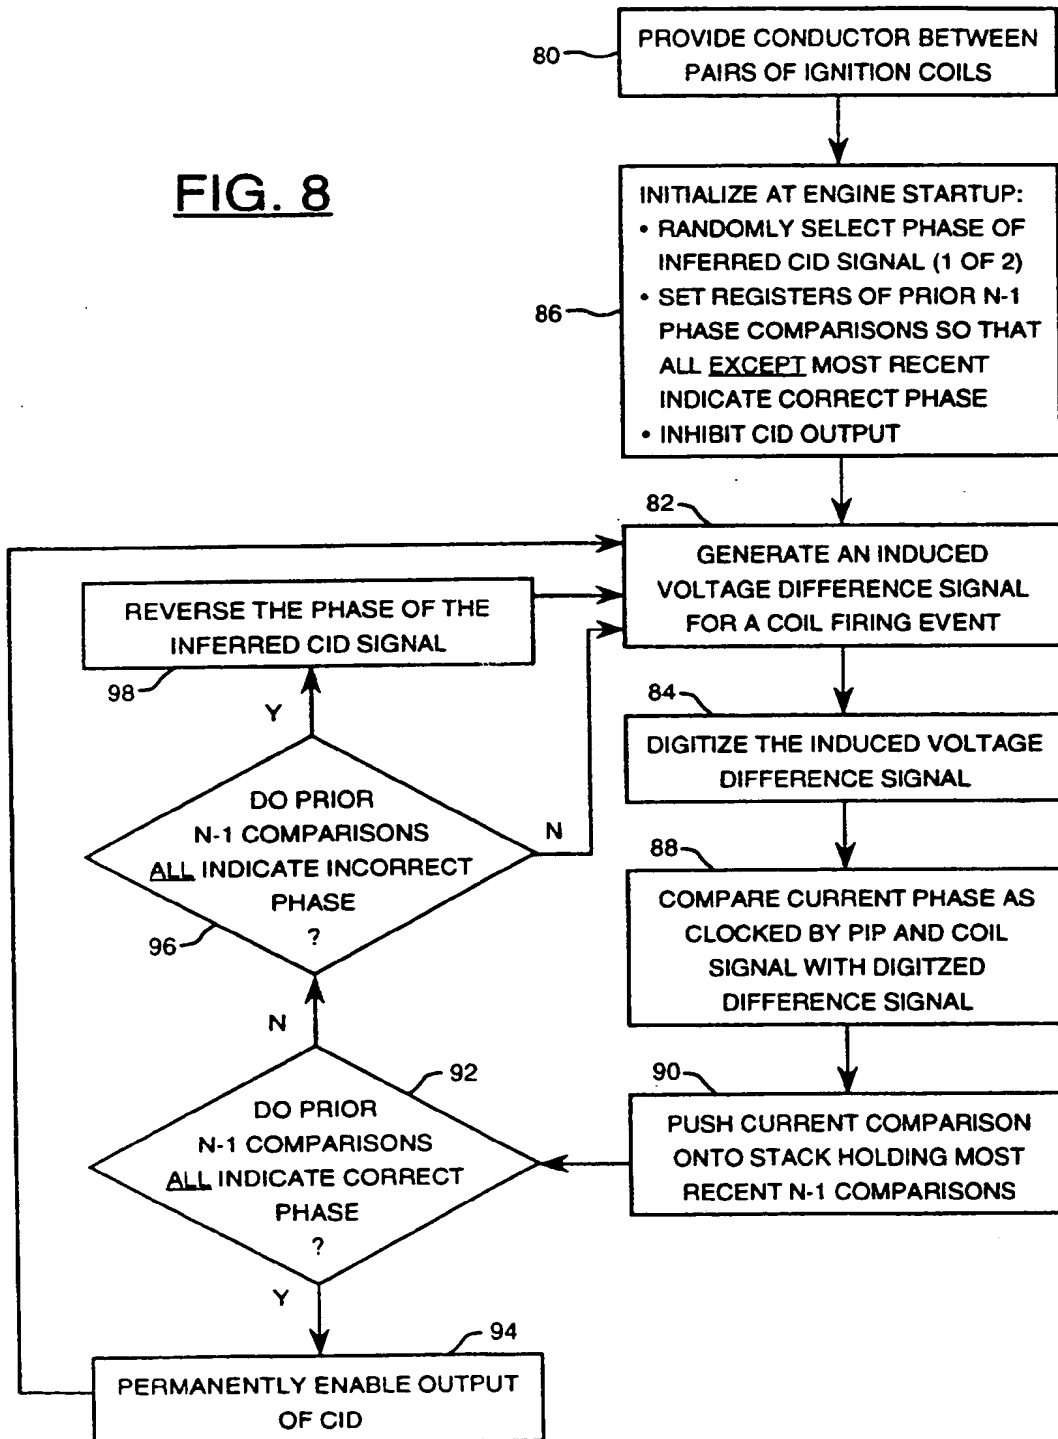 80
PROVIDE CONDUCTOR BETWEEN
PAIRS OF IGNITION COILS
FIG. 8
86
INITIALIZE AT ENGINE STARTUP:
• RANDOMLY SELECT PHASE OF
INFERRED CID SIGNAL (1 OF 2)
• SET REGISTERS OF PRIOR N-1
PHASE COMPARISONS SO THAT
ALL EXCEPT MOST RECENT
INDICATE CORRECT PHASE
• INHIBIT CID OUTPUT
82
GENERATE AN INDUCED
VOLTAGE DIFFERENCE SIGNAL
FOR A COIL FIRING EVENT
84
DIGITIZE THE INDUCED VOLTAGE
DIFFERENCE SIGNAL
88
COMPARE CURRENT PHASE AS
CLOCKED BY PIP AND COIL
SIGNAL WITH DIGITZED
DIFFERENCE SIGNAL
90
PUSH CURRENT COMPARISON
ONTO STACK HOLDING MOST
RECENT N-1 COMPARISONS
92
DO PRIOR
N-1 COMPARISONS
ALL INDICATE CORRECT
PHASE
?
Y
N
94
PERMANENTLY ENABLE OUTPUT
OF CID
96
DO PRIOR
N-1 COMPARISONS
ALL INDICATE INCORRECT
PHASE
?
Y
N
98
REVERSE THE PHASE OF THE
INFERRED CID SIGNAL